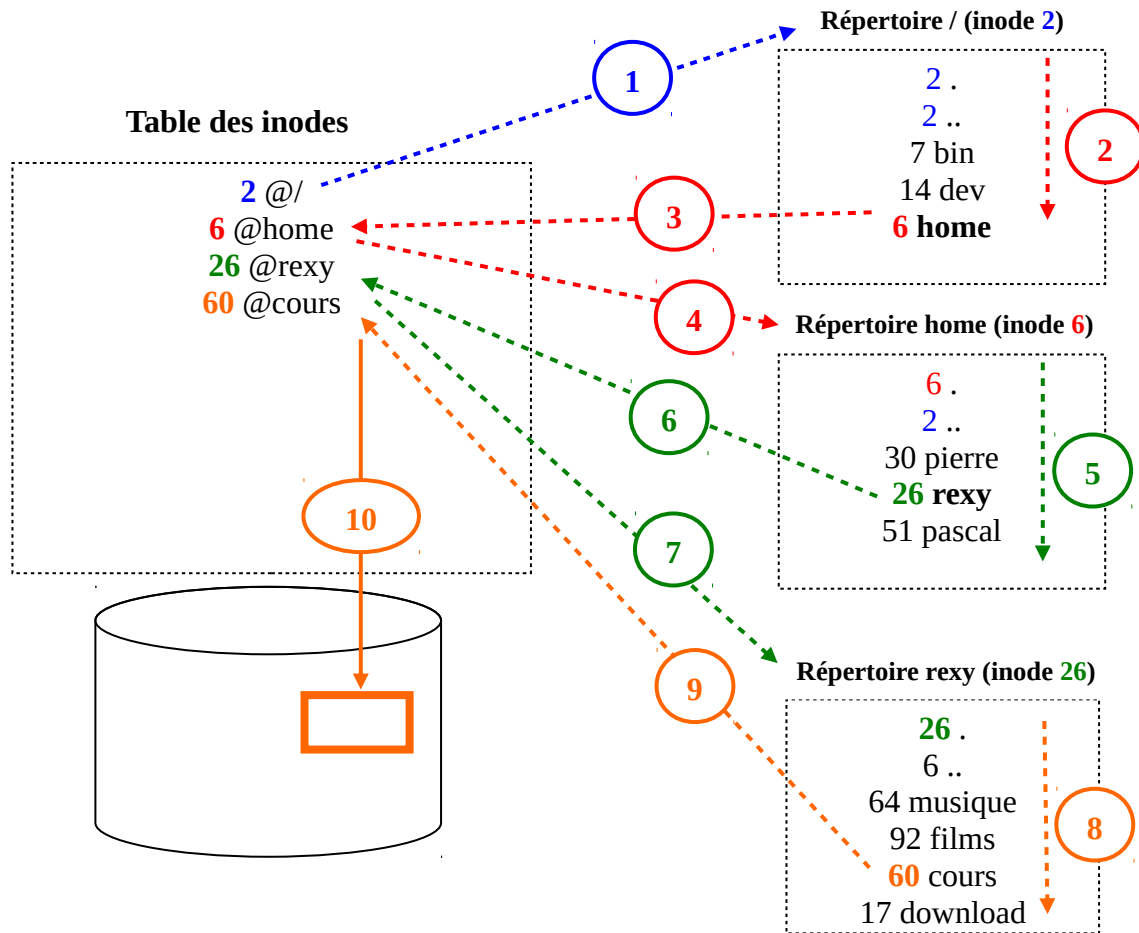 Répertoire / (inode 2)
1
2 .
2 ..
7 bin
14 dev
6 home
2
Table des inodes
2 @/
6 @home
26 @rexy
60 @cours
3
4
Répertoire home (inode 6)
6 .
2 ..
30 pierre
26 rexy
51 pascal
5
6
7
10
9
Répertoire rexy (inode 26)
26 .
6 ..
64 musique
92 films
60 cours
17 download
8